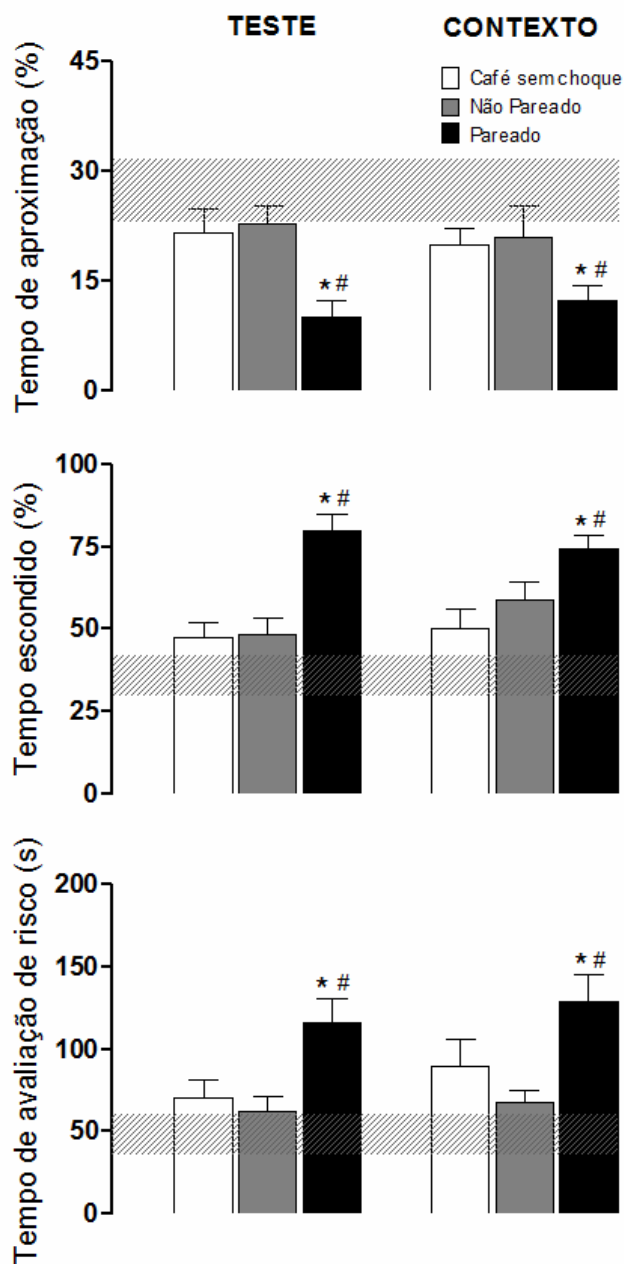 TESTE CONTEXTO
Café sem choque
Não Pareado
Pareado
Tempo de aproximação (%)
45
30
15
0
* #
* #
Tempo escondido (%)
100
75
50
25
0
* #
* #
Tempo de avaliação de risco (s)
200
150
100
50
0
* #
* #